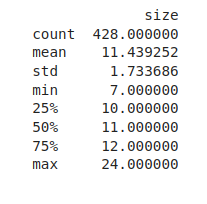 size
count 428.000000
mean 11.439252
std 1.733686
min 7.000000
25% 10.000000
50% 11.000000
75% 12.000000
max 24.000000